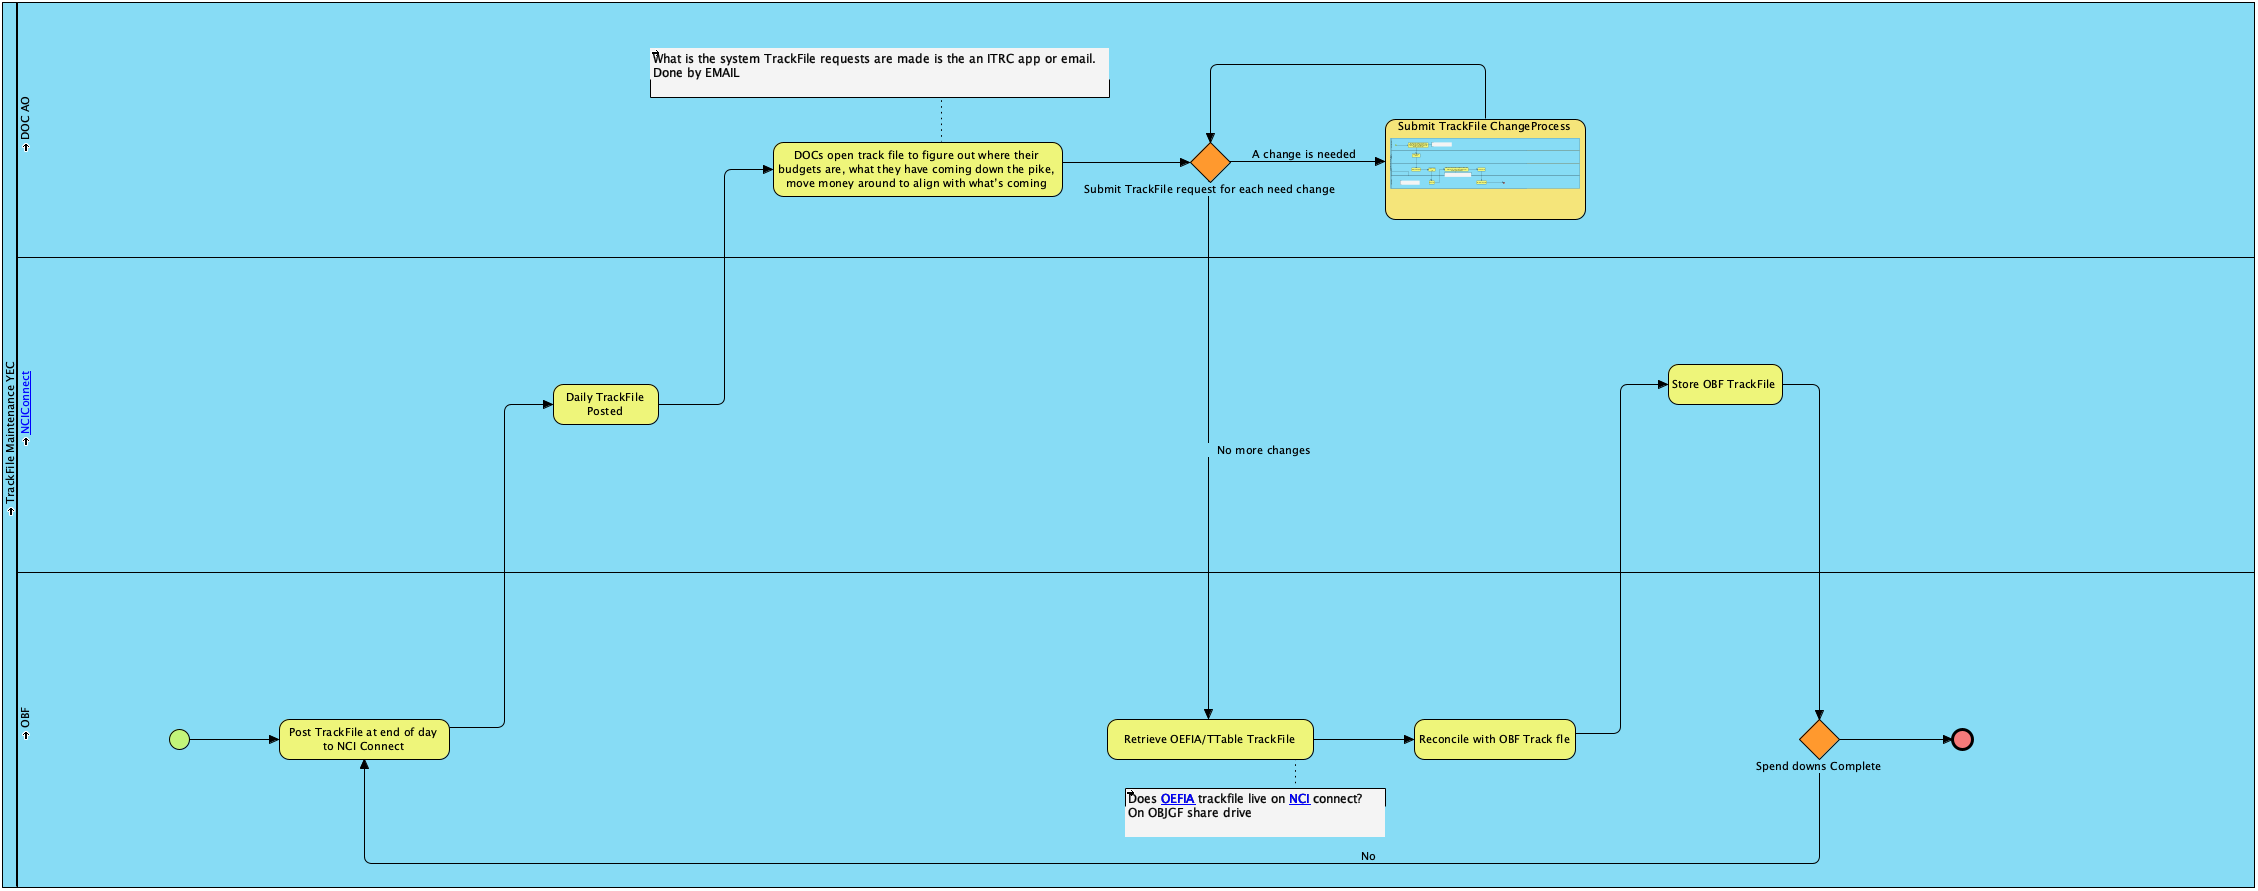 TrackFile Maintenance YEC
DOC AO
What is the system TrackFile requests are made is the an ITRC app or email.
Done by EMAIL
DOCs open track file to figure out where their
budgets are, what they have coming down the pike,
move money around to align with what's coming
Submit TrackFile request for each need change
A change is needed
Submit TrackFile ChangeProcess
NCIConnect
Daily TrackFile
Posted
No more changes
Store OBF TrackFile
OBF
Post TrackFile at end of day
to NCI Connect
Retrieve OEFIA/TTable TrackFile
Reconcile with OBF Track fle
Spend downs Complete
Does OEFIA trackfile live on NCI connect?
On OBJGF share drive
No